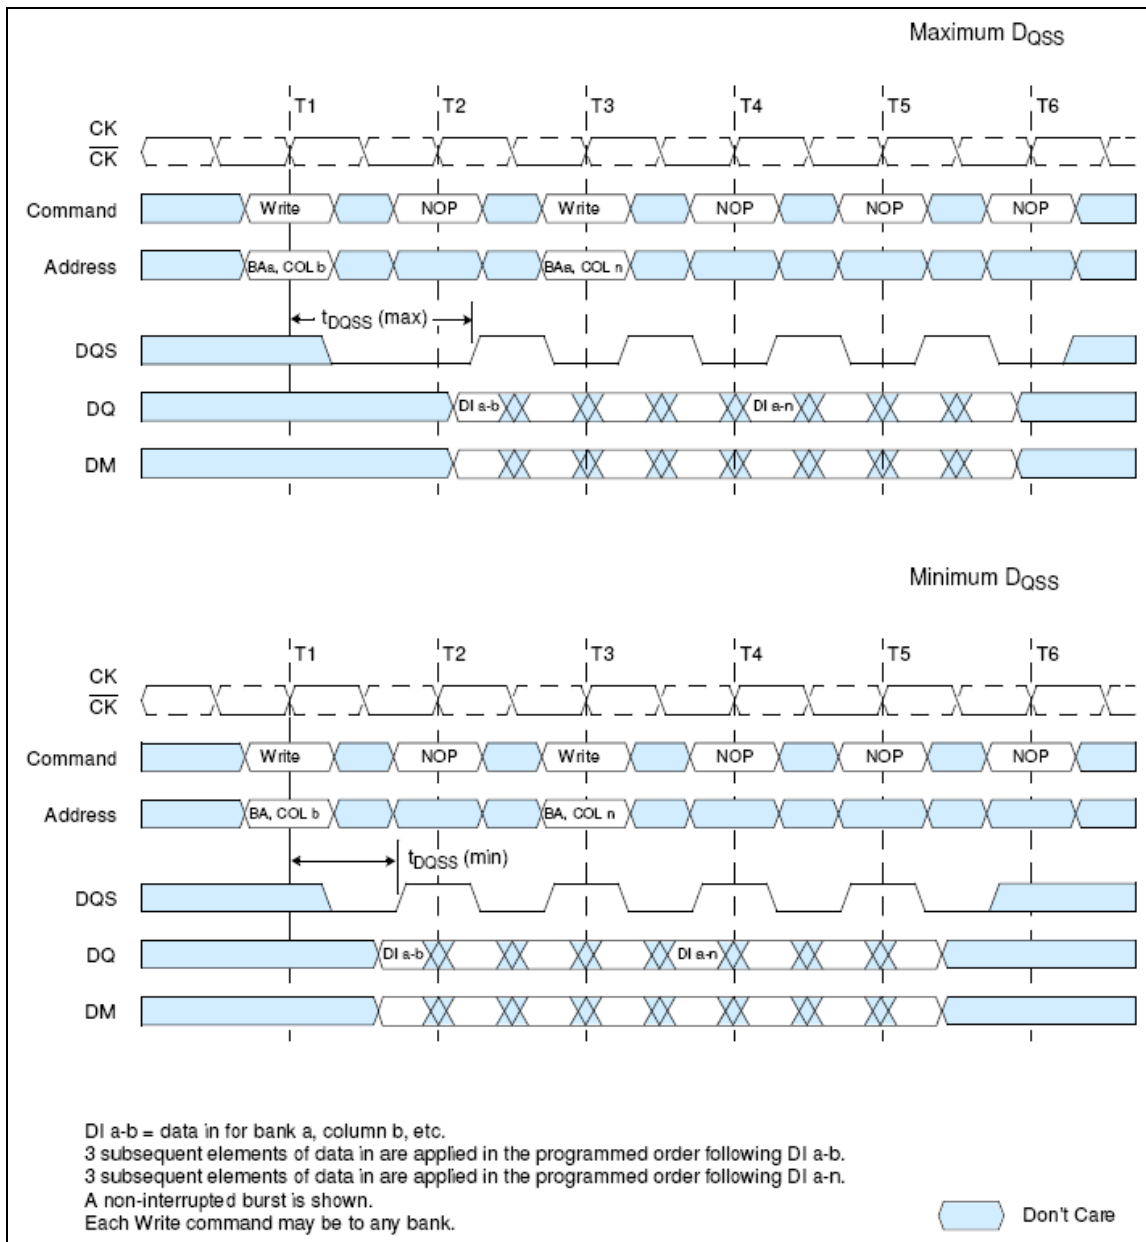 Maximum DQSS
T1 T2 T3 T4 T5 T6
CK
CK
Command Write NOP Write NOP NOP NOP
Address BAa, COL b BAa, COL n
tDQSS (max)
DQS
DQ DI a-b DI a-n
DM
Minimum DQSS
T1 T2 T3 T4 T5 T6
CK
CK
Command Write NOP Write NOP NOP NOP
Address BA, COL b BA, COL n
tDQSS (min)
DQS
DQ DI a-b DI a-n
DM
DI a-b = data in for bank a, column b, etc.
3 subsequent elements of data in are applied in the programmed order following DI a-b.
3 subsequent elements of data in are applied in the programmed order following DI a-n.
A non-interrupted burst is shown.
Each Write command may be to any bank.
Don't Care